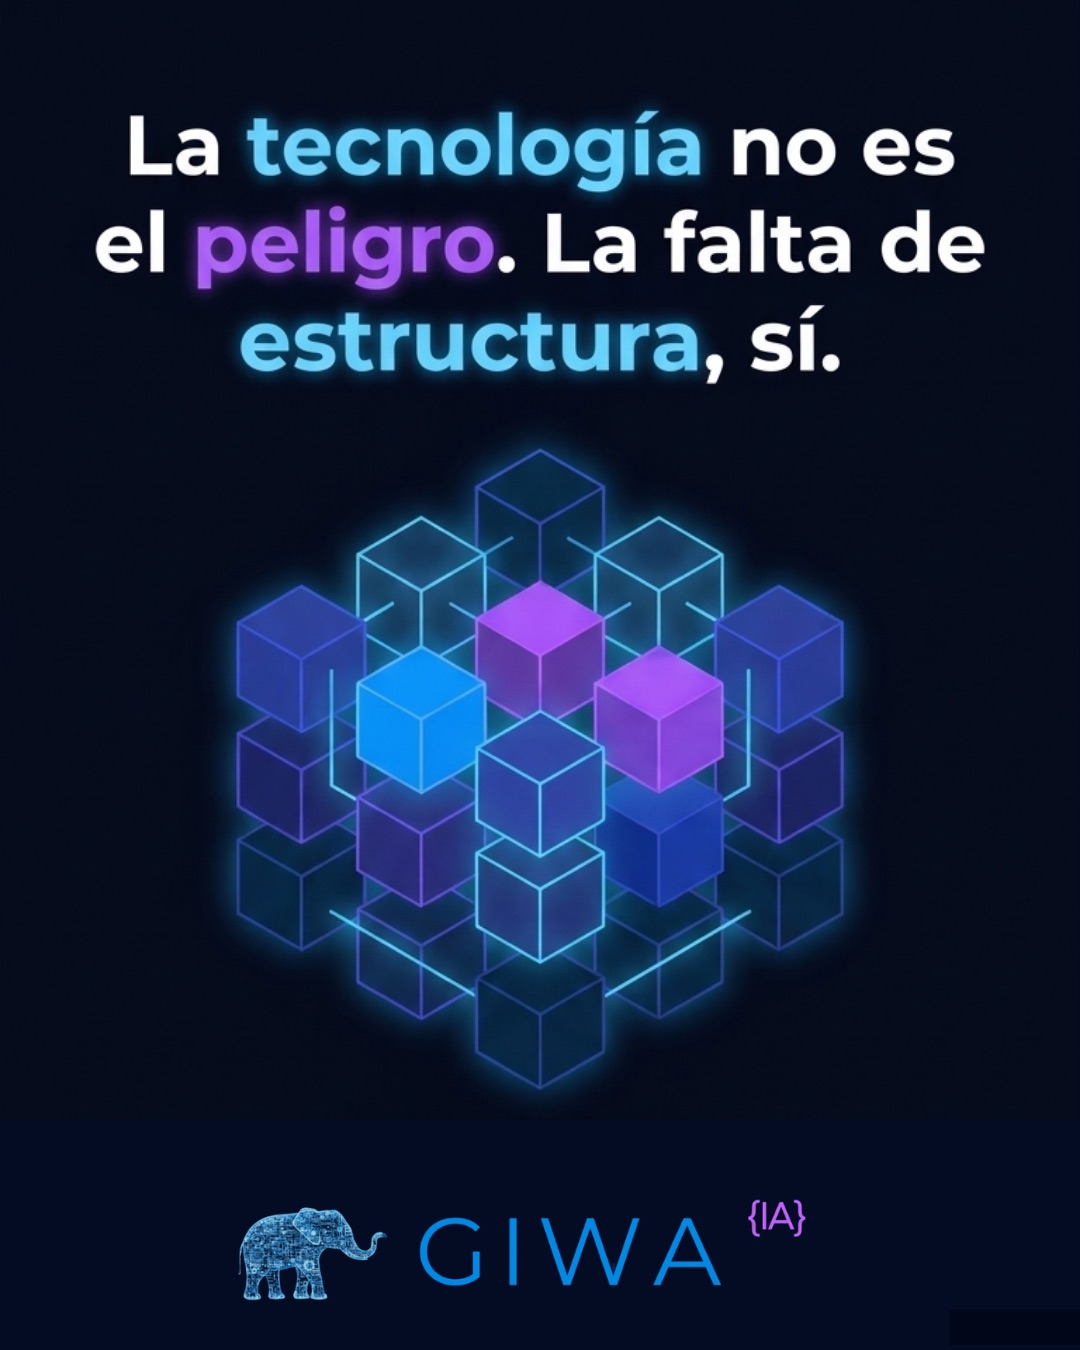 La tecnología no es
el peligro. La falta de
estructura, sí.
GIWA {IA}